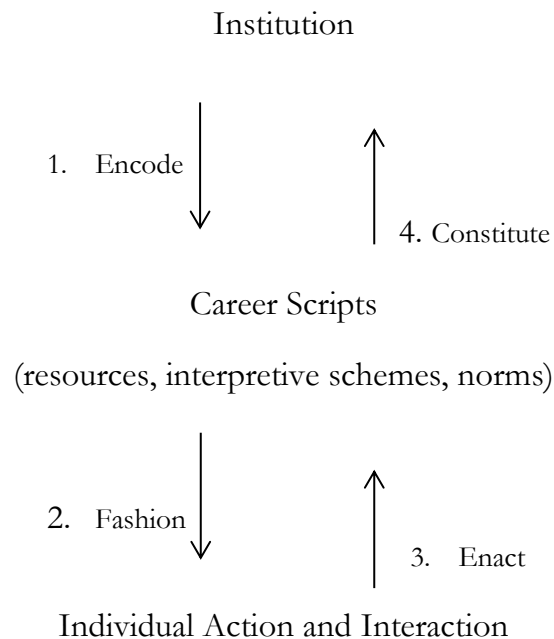 Institution
1. Encode
4. Constitute
Career Scripts
(resources, interpretive schemes, norms)
2. Fashion
3. Enact
Individual Action and Interaction